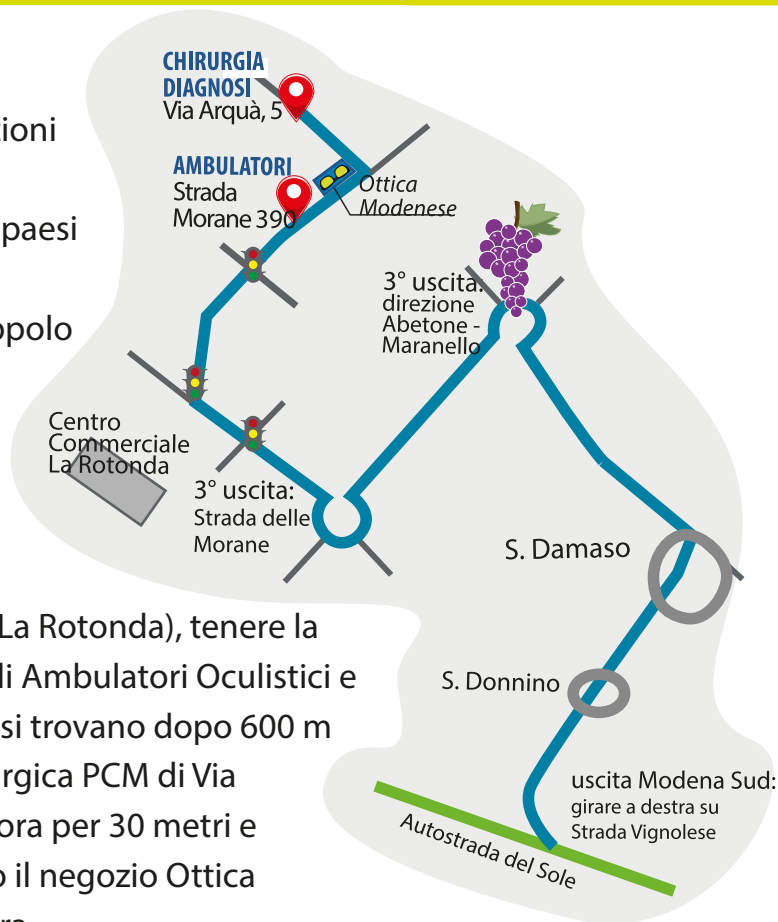 CHIRURGIA
DIAGNOSI
Via Arquà, 5
AMBULATORI
Strada
Morane 390
Ottica
Modenese
3° uscita:
direzione
Abetone -
Maranello
Centro
Commerciale
La Rotonda
3° uscita:
Strada delle
Morane
S. Damaso
S. Donnino
uscita Modena Sud:
girare a destra su
Strada Vignolese
Autostrada del Sole
ioni
paesi
La Rotonda), tenere la
li Ambulatori Oculistici e
si trovano dopo 600 m
rgica PCM di Via
ora per 30 metri e
o il negozio Ottica